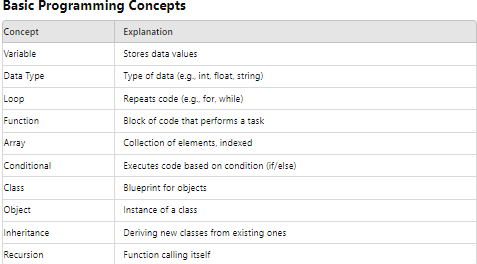 Basic Programming Concepts
Concept Explanation
Variable Stores data values
Data Type Type of data (e.g., int, float, string)
Loop Repeats code (e.g., for, while)
Function Block of code that performs a task
Array Collection of elements, indexed
Conditional Executes code based on condition (if/else)
Class Blueprint for objects
Object Instance of a class
Inheritance Deriving new classes from existing ones
Recursion Function calling itself